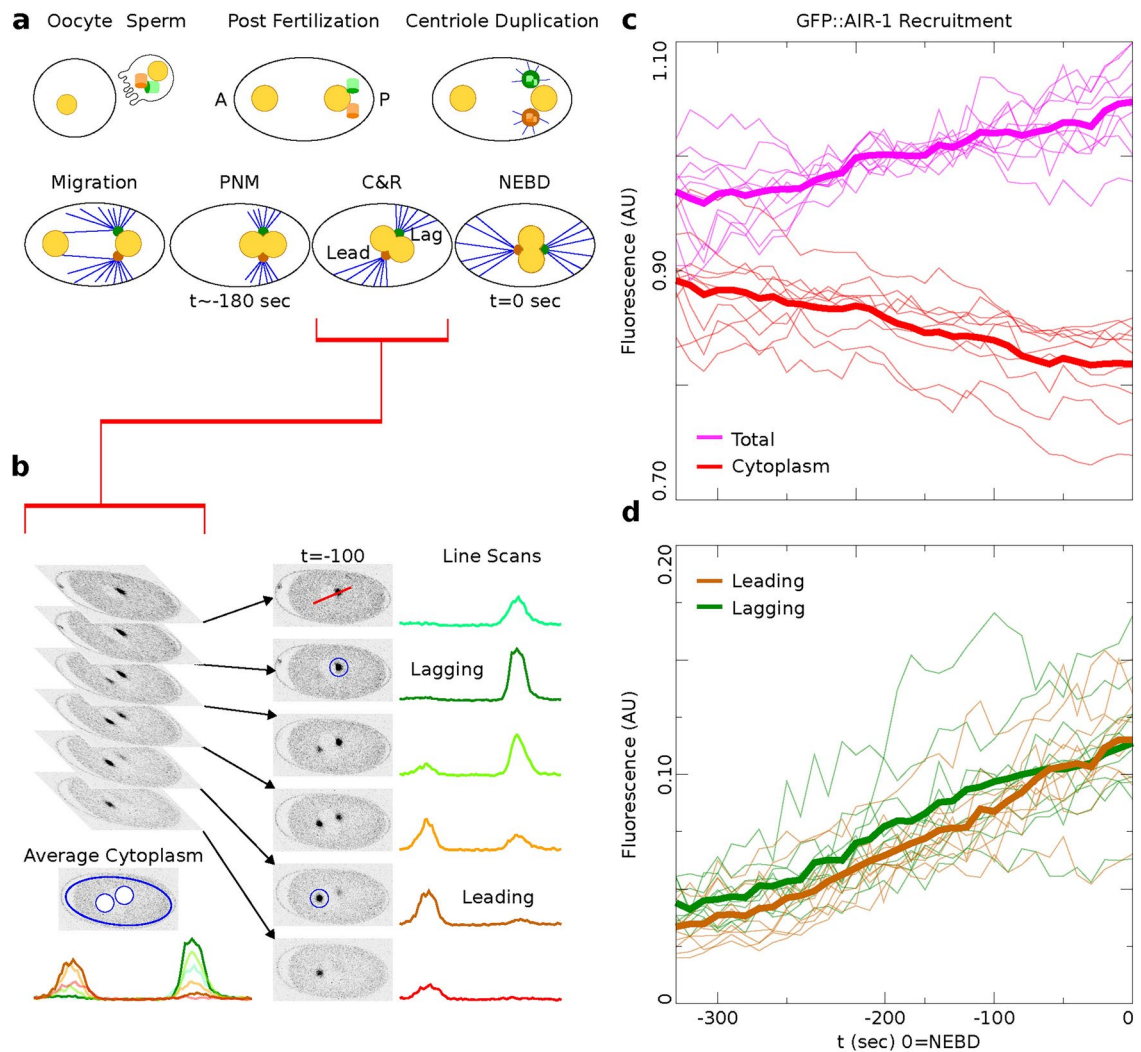 a
Oocyte Sperm
Post Fertilization
Centriole Duplication
A
P
Migration
PNM
C&R
NEBD
Lead
Lag
t~-180 sec
t=0 sec
b
t=-100
Line Scans
Lagging
Leading
Average Cytoplasm
c
GFP::AIR-1 Recruitment
1.10
0.90
0.70
Fluorescence (AU)
Total
Cytoplasm
d
0.20
0.10
0
Fluorescence (AU)
Leading
Lagging
-300
-200
-100
0
t (sec) 0=NEBD